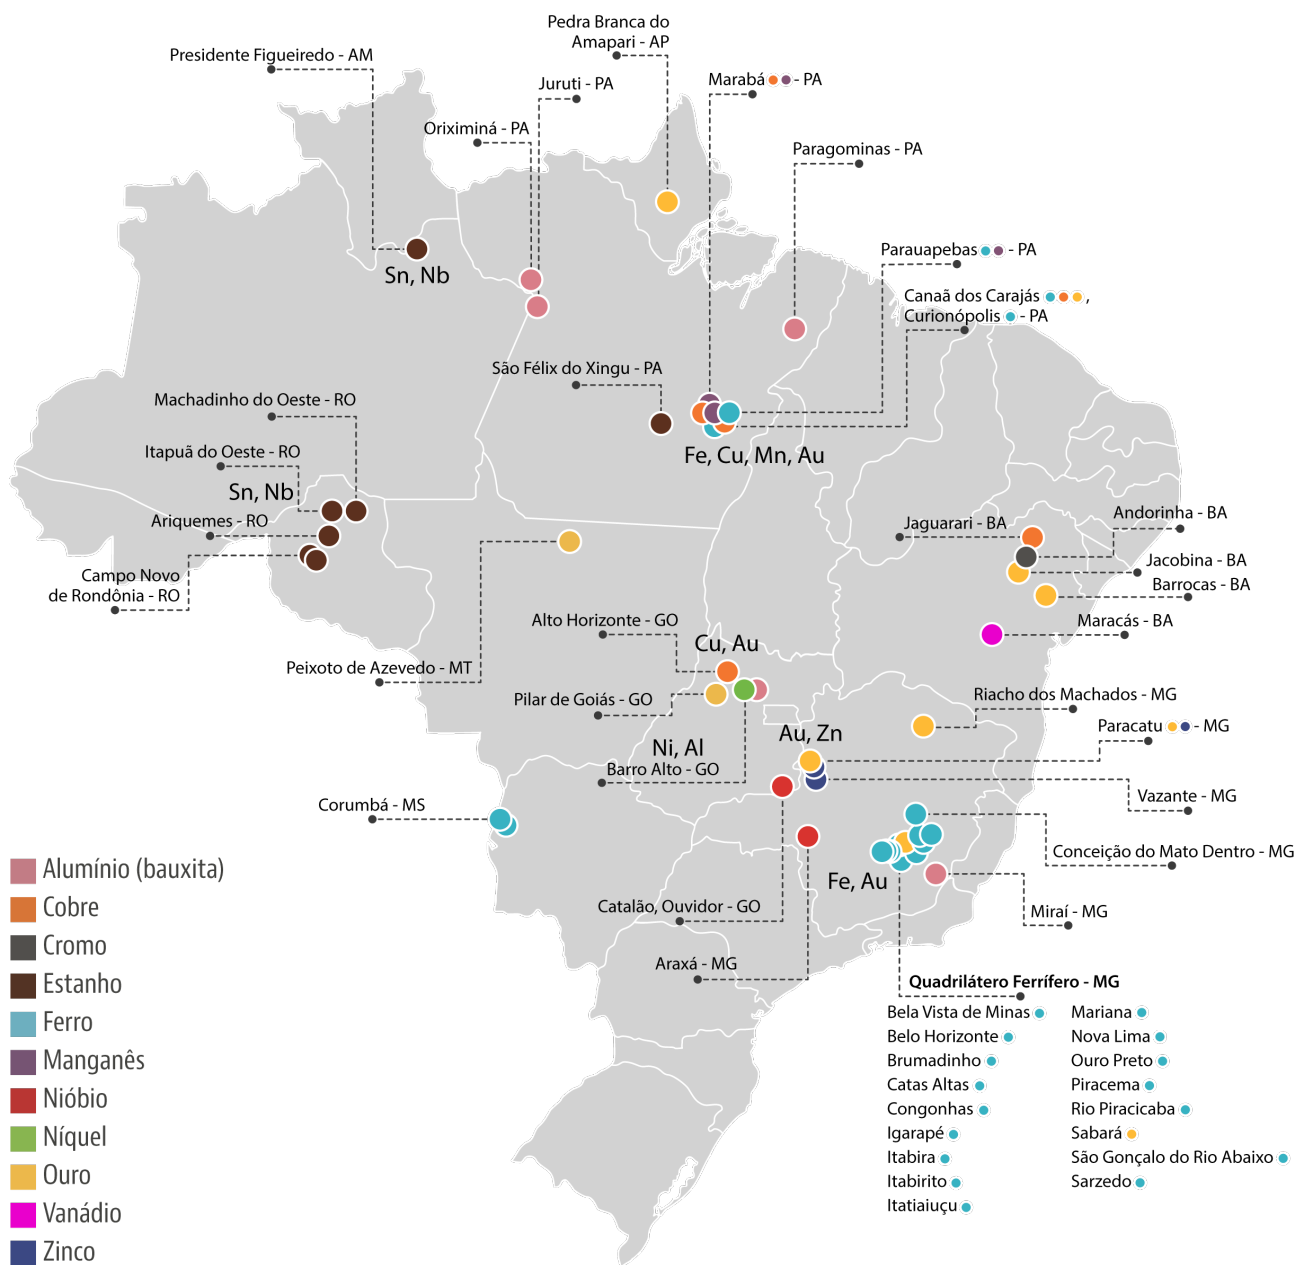 Pedra Branca do
Amapari - AP
Presidente Figueiredo - AM
Juruti - PA
Marabá - PA
Oriximiná - PA
Paragominas - PA
Parauapebas - PA
Sn, Nb
Canaã dos Carajás ,
Curionópolis - PA
São Félix do Xingu - PA
Machadinho do Oeste - RO
Itapuã do Oeste - RO
Fe, Cu, Mn, Au
Sn, Nb
Ariquemes - RO
Jaguarari - BA
Andorinha - BA
Jacobina - BA
Campo Novo
de Rondônia - RO
Barrocas - BA
Alto Horizonte - GO
Maracás - BA
Cu, Au
Peixoto de Azevedo - MT
Pilar de Goiás - GO
Riacho dos Machados - MG
Paracatu - MG
Au, Zn
Ni, Al
Barro Alto - GO
Corumbá - MS
Vazante - MG
Conceição do Mato Dentro - MG
Fe, Au
Catalão, Ouvidor - GO
Miraí - MG
Araxá - MG
Quadrilátero Ferrífero - MG
Bela Vista de Minas
Belo Horizonte
Brumadinho
Catas Altas
Congonhas
Igarapé
Itabira
Itabirito
Itatiaiuçu
Mariana
Nova Lima
Ouro Preto
Piracema
Rio Piracicaba
Sabará
São Gonçalo do Rio Abaixo
Sarzedo
Alumínio (bauxita)
Cobre
Cromo
Estanho
Ferro
Manganês
Nióbio
Níquel
Ouro
Vanádio
Zinco